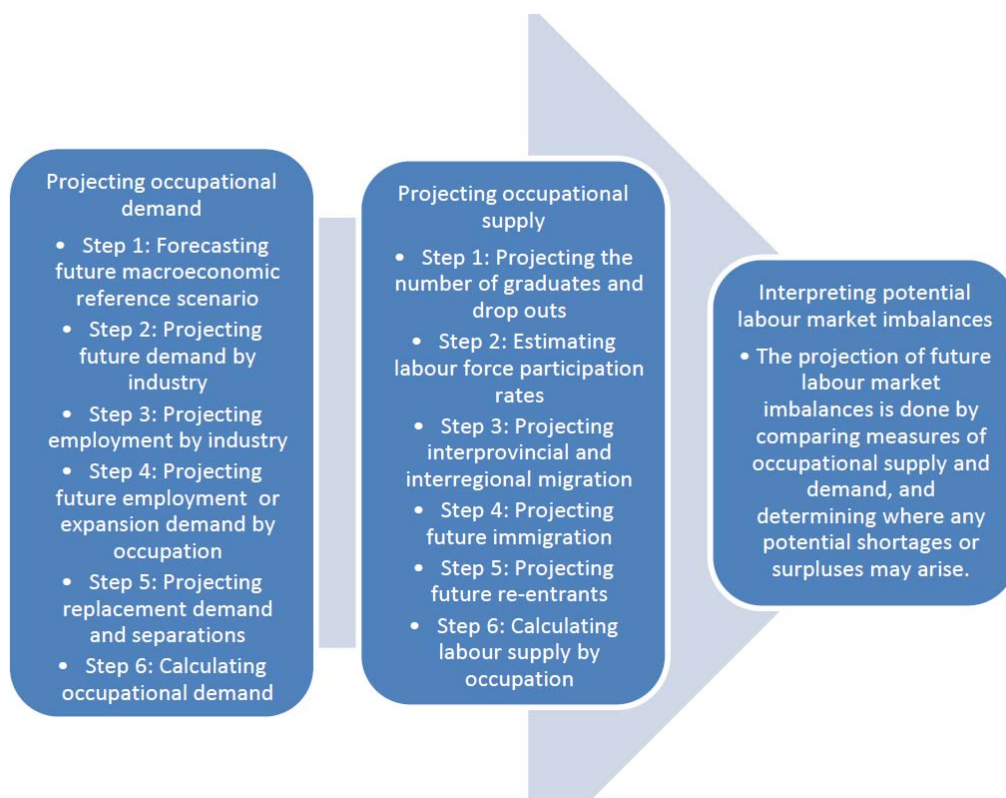 Projecting occupational
demand
• Step 1: Forecasting
future macroeconomic
reference scenario
• Step 2: Projecting
future demand by
industry
• Step 3: Projecting
employment by industry
• Step 4: Projecting
future employment or
expansion demand by
occupation
• Step 5: Projecting
replacement demand
and separations
• Step 6: Calculating
occupational demand
Projecting occupational
supply
• Step 1: Projecting the
number of graduates and
drop outs
• Step 2: Estimating
labour force participation
rates
• Step 3: Projecting
interprovincial and
interregional migration
• Step 4: Projecting
future immigration
• Step 5: Projecting
future re-entrants
• Step 6: Calculating
labour supply by
occupation
Interpreting potential
labour market imbalances
• The projection of future
labour market
imbalances is done by
comparing measures of
occupational supply and
demand, and
determining where any
potential shortages or
surpluses may arise.